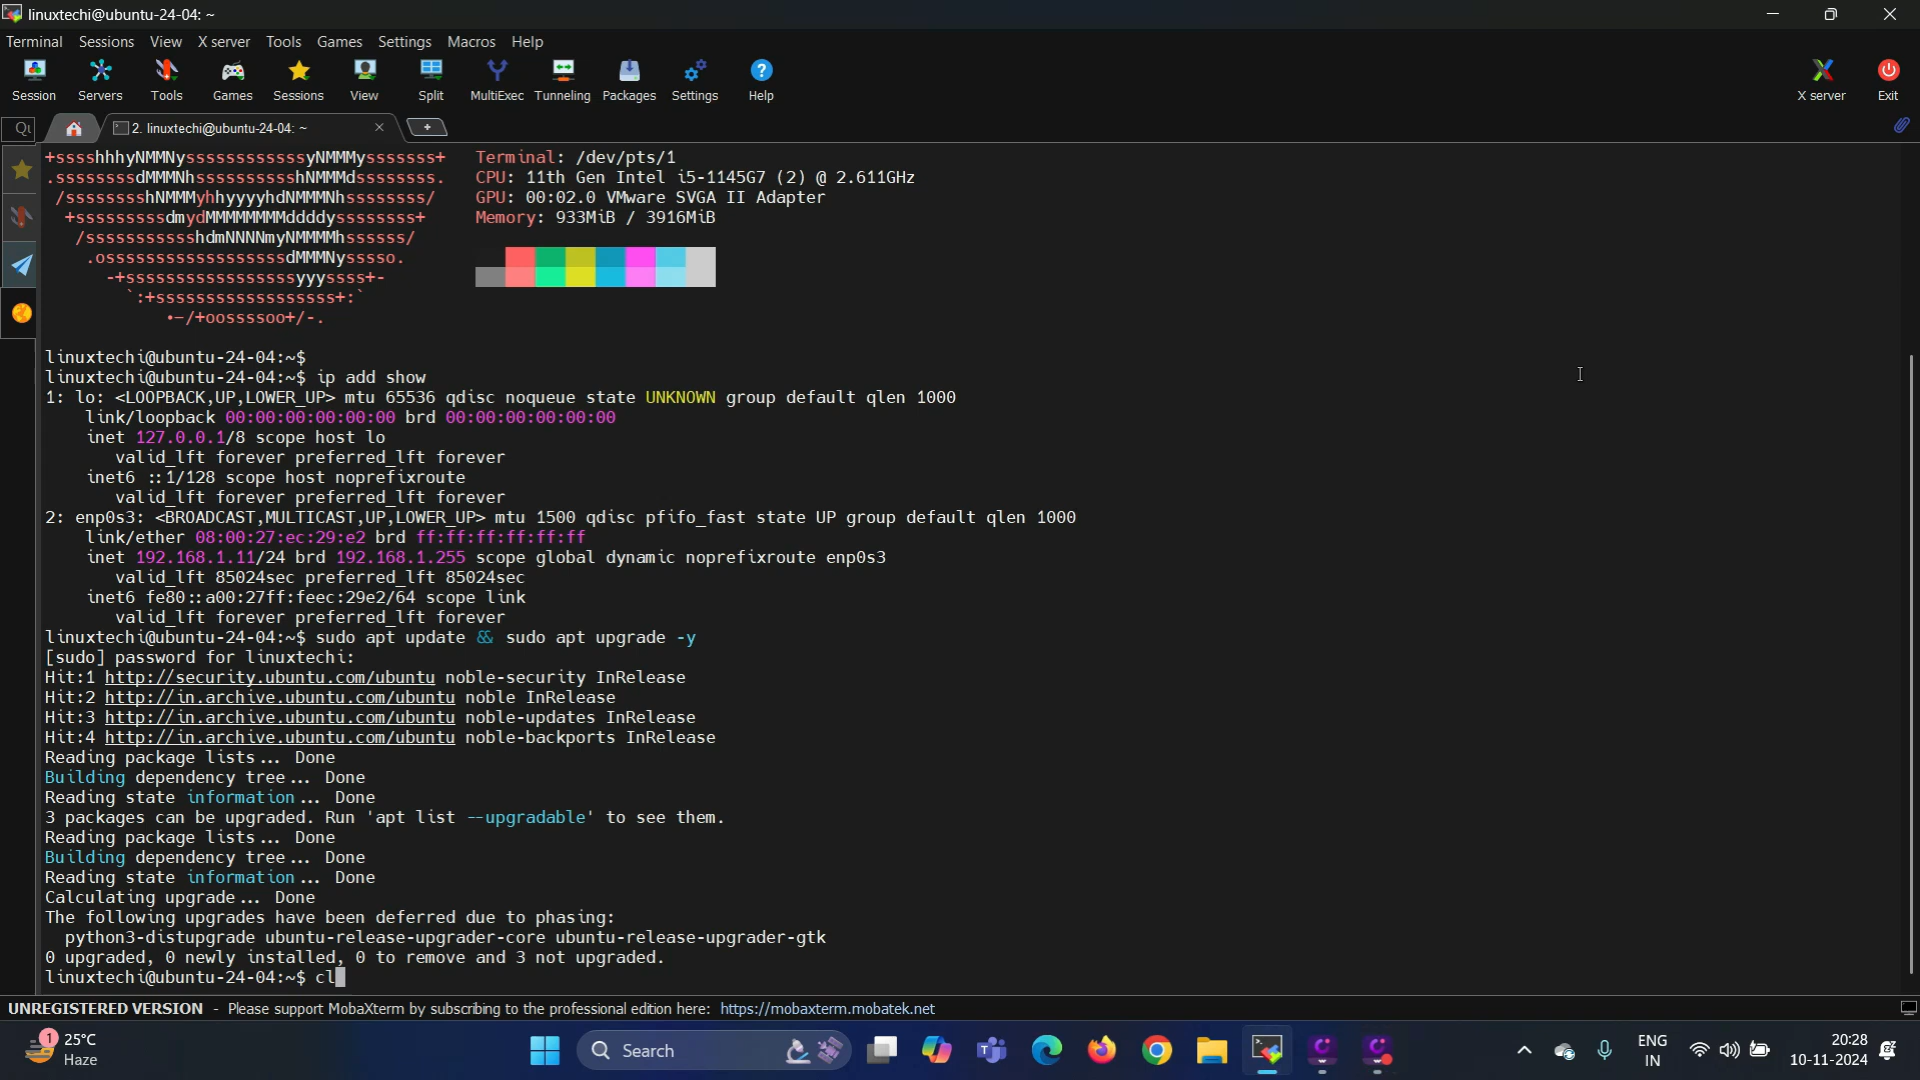 linuxtechi@ubuntu-24-04: ~
Terminal Sessions View X server Tools Games Settings Macros Help
Session Servers Tools Games Sessions View Split MultiExec Tunneling Packages Settings Help X server Exit
2. linuxtechi@ubuntu-24-04: ~
+sssshhhyNMMNyssssssssssssyNMMMysssssss+ Terminal: /dev/pts/1
.ssssssssdMMMNhsssssssssshNMMMdssssssss. CPU: 11th Gen Intel i5-1145G7 (2) @ 2.611GHz
/sssssssshNMMMyhhyyyyhdNMMMNhssssssss/ GPU: 00:02.0 VMware SVGA II Adapter
+sssssssssdmydMMMMMMMMddddyssssssss+ Memory: 933MiB / 3916MiB
/ssssssssssshdmNNNNmyNMMMMhssssss/
.ossssssssssssssssssdMMMNysssso.
-+sssssssssssssssssyyyssss+-
`:+ssssssssssssssssss+:`
•-/+oossssoo+/-.
linuxtechi@ubuntu-24-04:~$
linuxtechi@ubuntu-24-04:~$ ip add show
1: lo: <LOOPBACK,UP,LOWER_UP> mtu 65536 qdisc noqueue state UNKNOWN group default qlen 1000
link/loopback 00:00:00:00:00:00 brd 00:00:00:00:00:00
inet 127.0.0.1/8 scope host lo
valid_lft forever preferred_lft forever
inet6 ::1/128 scope host noprefixroute
valid_lft forever preferred_lft forever
2: enp0s3: <BROADCAST,MULTICAST,UP,LOWER_UP> mtu 1500 qdisc pfifo_fast state UP group default qlen 1000
link/ether 08:00:27:ec:29:e2 brd ff:ff:ff:ff:ff:ff
inet 192.168.1.11/24 brd 192.168.1.255 scope global dynamic noprefixroute enp0s3
valid_lft 85024sec preferred_lft 85024sec
inet6 fe80::a00:27ff:feec:29e2/64 scope link
valid_lft forever preferred_lft forever
linuxtechi@ubuntu-24-04:~$ sudo apt update && sudo apt upgrade -y
[sudo] password for linuxtechi:
Hit:1 http://security.ubuntu.com/ubuntu noble-security InRelease
Hit:2 http://in.archive.ubuntu.com/ubuntu noble InRelease
Hit:3 http://in.archive.ubuntu.com/ubuntu noble-updates InRelease
Hit:4 http://in.archive.ubuntu.com/ubuntu noble-backports InRelease
Reading package lists... Done
Building dependency tree... Done
Reading state information... Done
3 packages can be upgraded. Run 'apt list --upgradable' to see them.
Reading package lists... Done
Building dependency tree... Done
Reading state information... Done
Calculating upgrade... Done
The following upgrades have been deferred due to phasing:
python3-distupgrade ubuntu-release-upgrader-core ubuntu-release-upgrader-gtk
0 upgraded, 0 newly installed, 0 to remove and 3 not upgraded.
linuxtechi@ubuntu-24-04:~$ cl
UNREGISTERED VERSION - Please support MobaXterm by subscribing to the professional edition here: https://mobaxterm.mobatek.net
1 25°C
Haze
Search
ENG
IN
20:28
10-11-2024